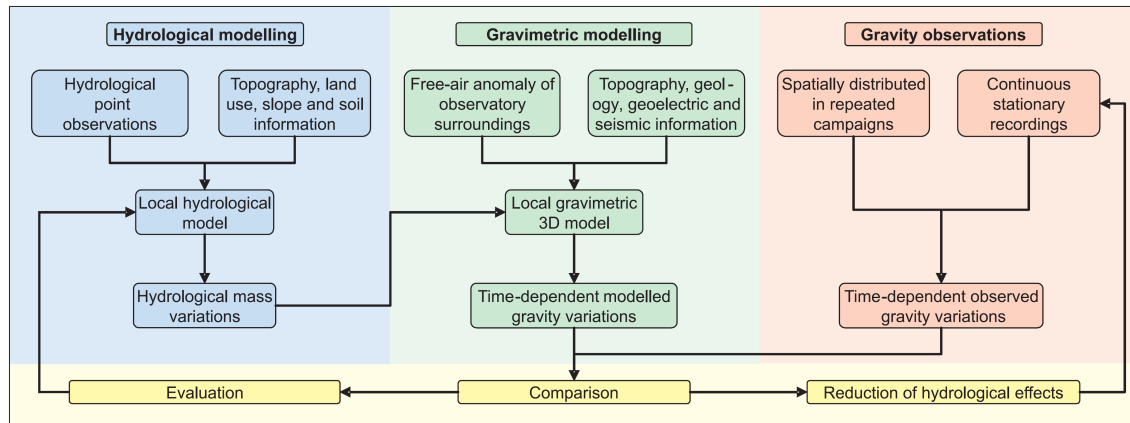 Hydrological modelling
Hydrological
point
observations
Topography, land
use, slope and soil
information
Local hydrological
model
Hydrological mass
variations
Gravimetric modelling
Free-air anomaly of
observatory
surroundings
Topography, geol-
ogy, geoelectric and
seismic information
Local gravimetric
3D model
Time-dependent modelled
gravity variations
Gravity observations
Spatially distributed
in repeated
campaigns
Continuous
stationary
recordings
Time-dependent observed
gravity variations
Evaluation
Comparison
Reduction of hydrological effects